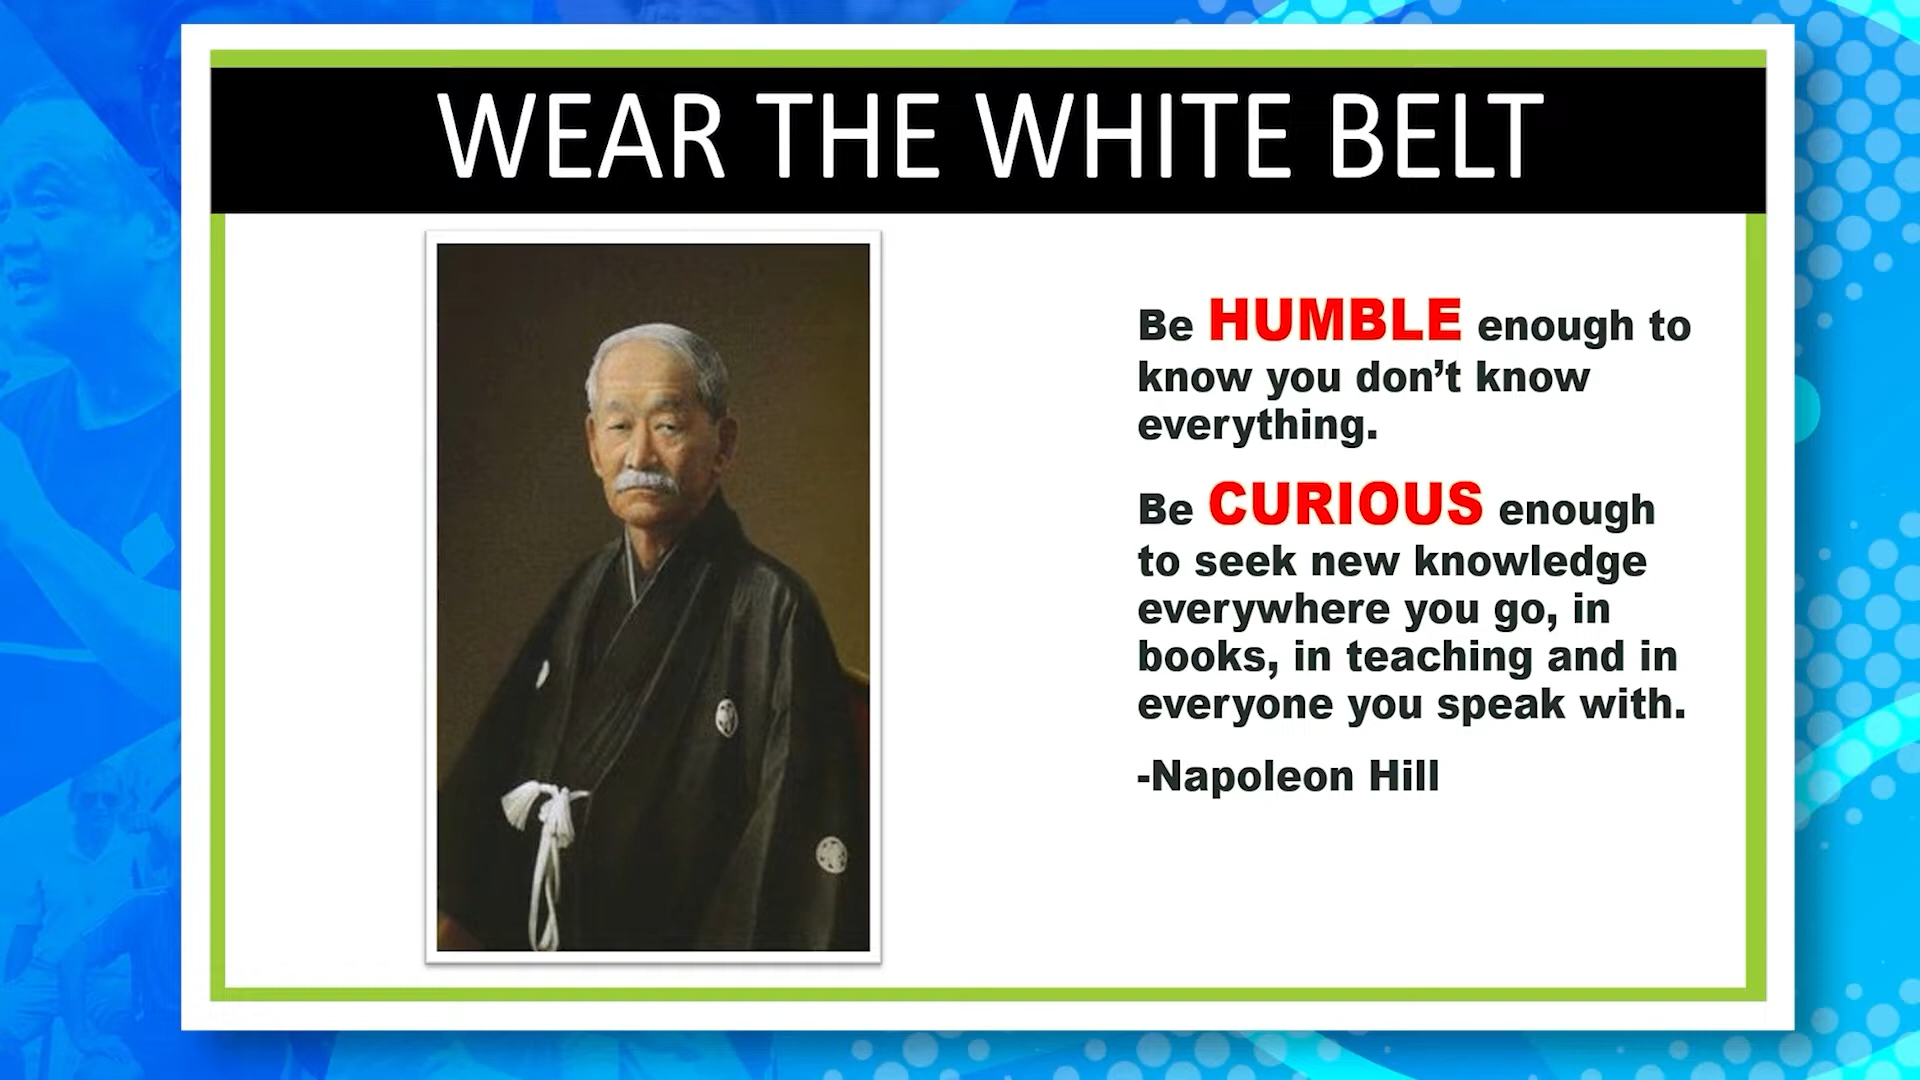 WEAR THE WHITE BELT
Be HUMBLE enough to
know you don’t know
everything.
Be CURIOUS enough
to seek new knowledge
everywhere you go, in
books, in teaching and in
everyone you speak with.
-Napoleon Hill